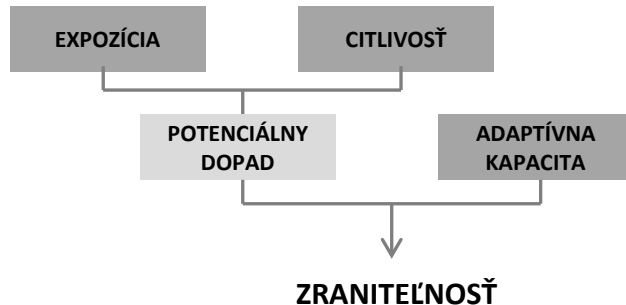 EXPOZÍCIA
CITLIVOSŤ
POTENCIÁLNY
DOPAD
ADAPTÍVNA
KAPACITA
ZRANITEĽNOSŤ